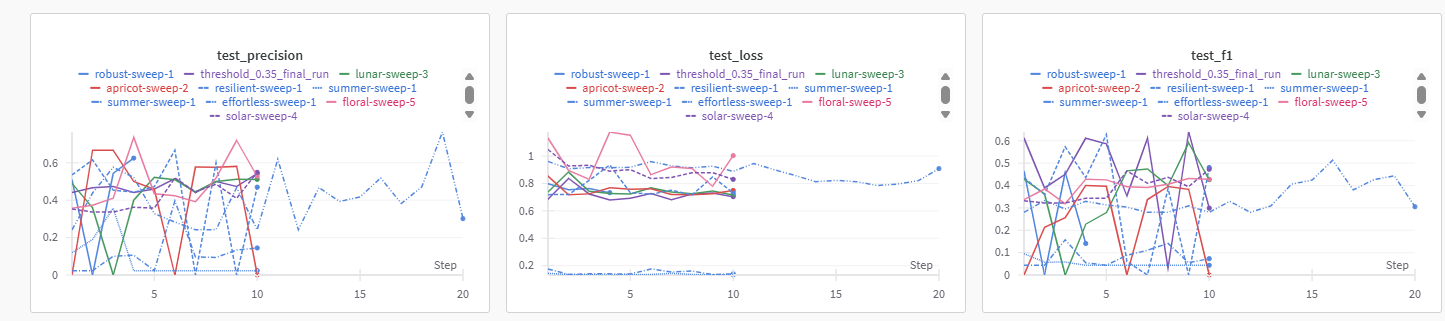 test_precision
robust-sweep-1 threshold_0.35_final_run lunar-sweep-3
apricot-sweep-2 resilient-sweep-1 summer-sweep-1
summer-sweep-1 effortless-sweep-1 floral-sweep-5
solar-sweep-4
0.6
0.4
0.2
0
Step
5 10 15 20
test_loss
robust-sweep-1 threshold_0.35_final_run lunar-sweep-3
apricot-sweep-2 resilient-sweep-1 summer-sweep-1
summer-sweep-1 effortless-sweep-1 floral-sweep-5
solar-sweep-4
1
0.8
0.6
0.4
0.2
Step
5 10 15 20
test_f1
robust-sweep-1 threshold_0.35_final_run lunar-sweep-3
apricot-sweep-2 resilient-sweep-1 summer-sweep-1
summer-sweep-1 effortless-sweep-1 floral-sweep-5
solar-sweep-4
0.6
0.5
0.4
0.3
0.2
0.1
0
Step
5 10 15 20